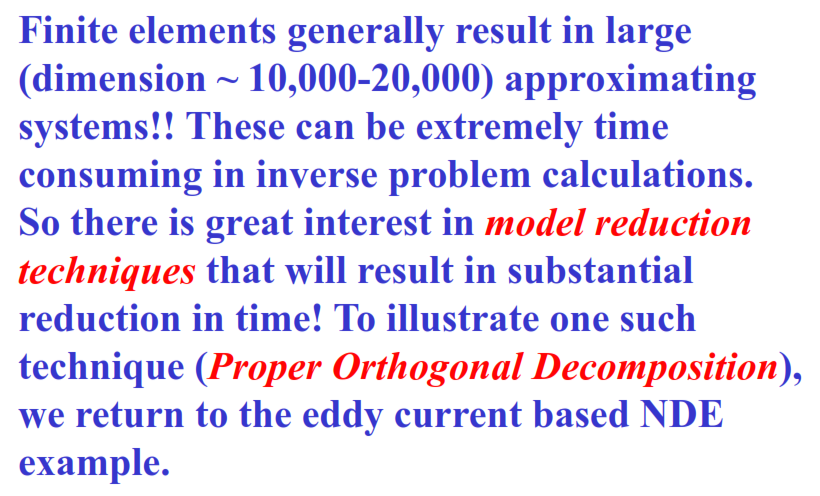 Finite elements generally result in large
(dimension ~ 10,000-20,000) approximating
systems!! These can be extremely time
consuming in inverse problem calculations.
So there is great interest in model reduction
techniques that will result in substantial
reduction in time! To illustrate one such
technique (Proper Orthogonal Decomposition),
we return to the eddy current based NDE
example.